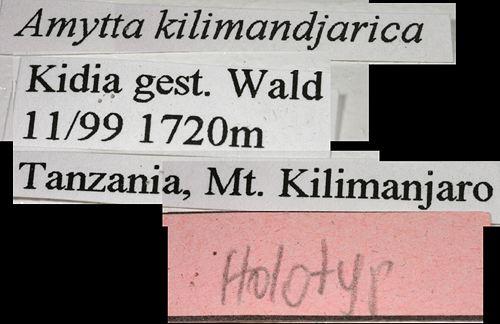 Amytta kilimandjarica
Kidia gest. Wald
11/99 1720m
Tanzania, Mt. Kilimanjaro
Holotyp